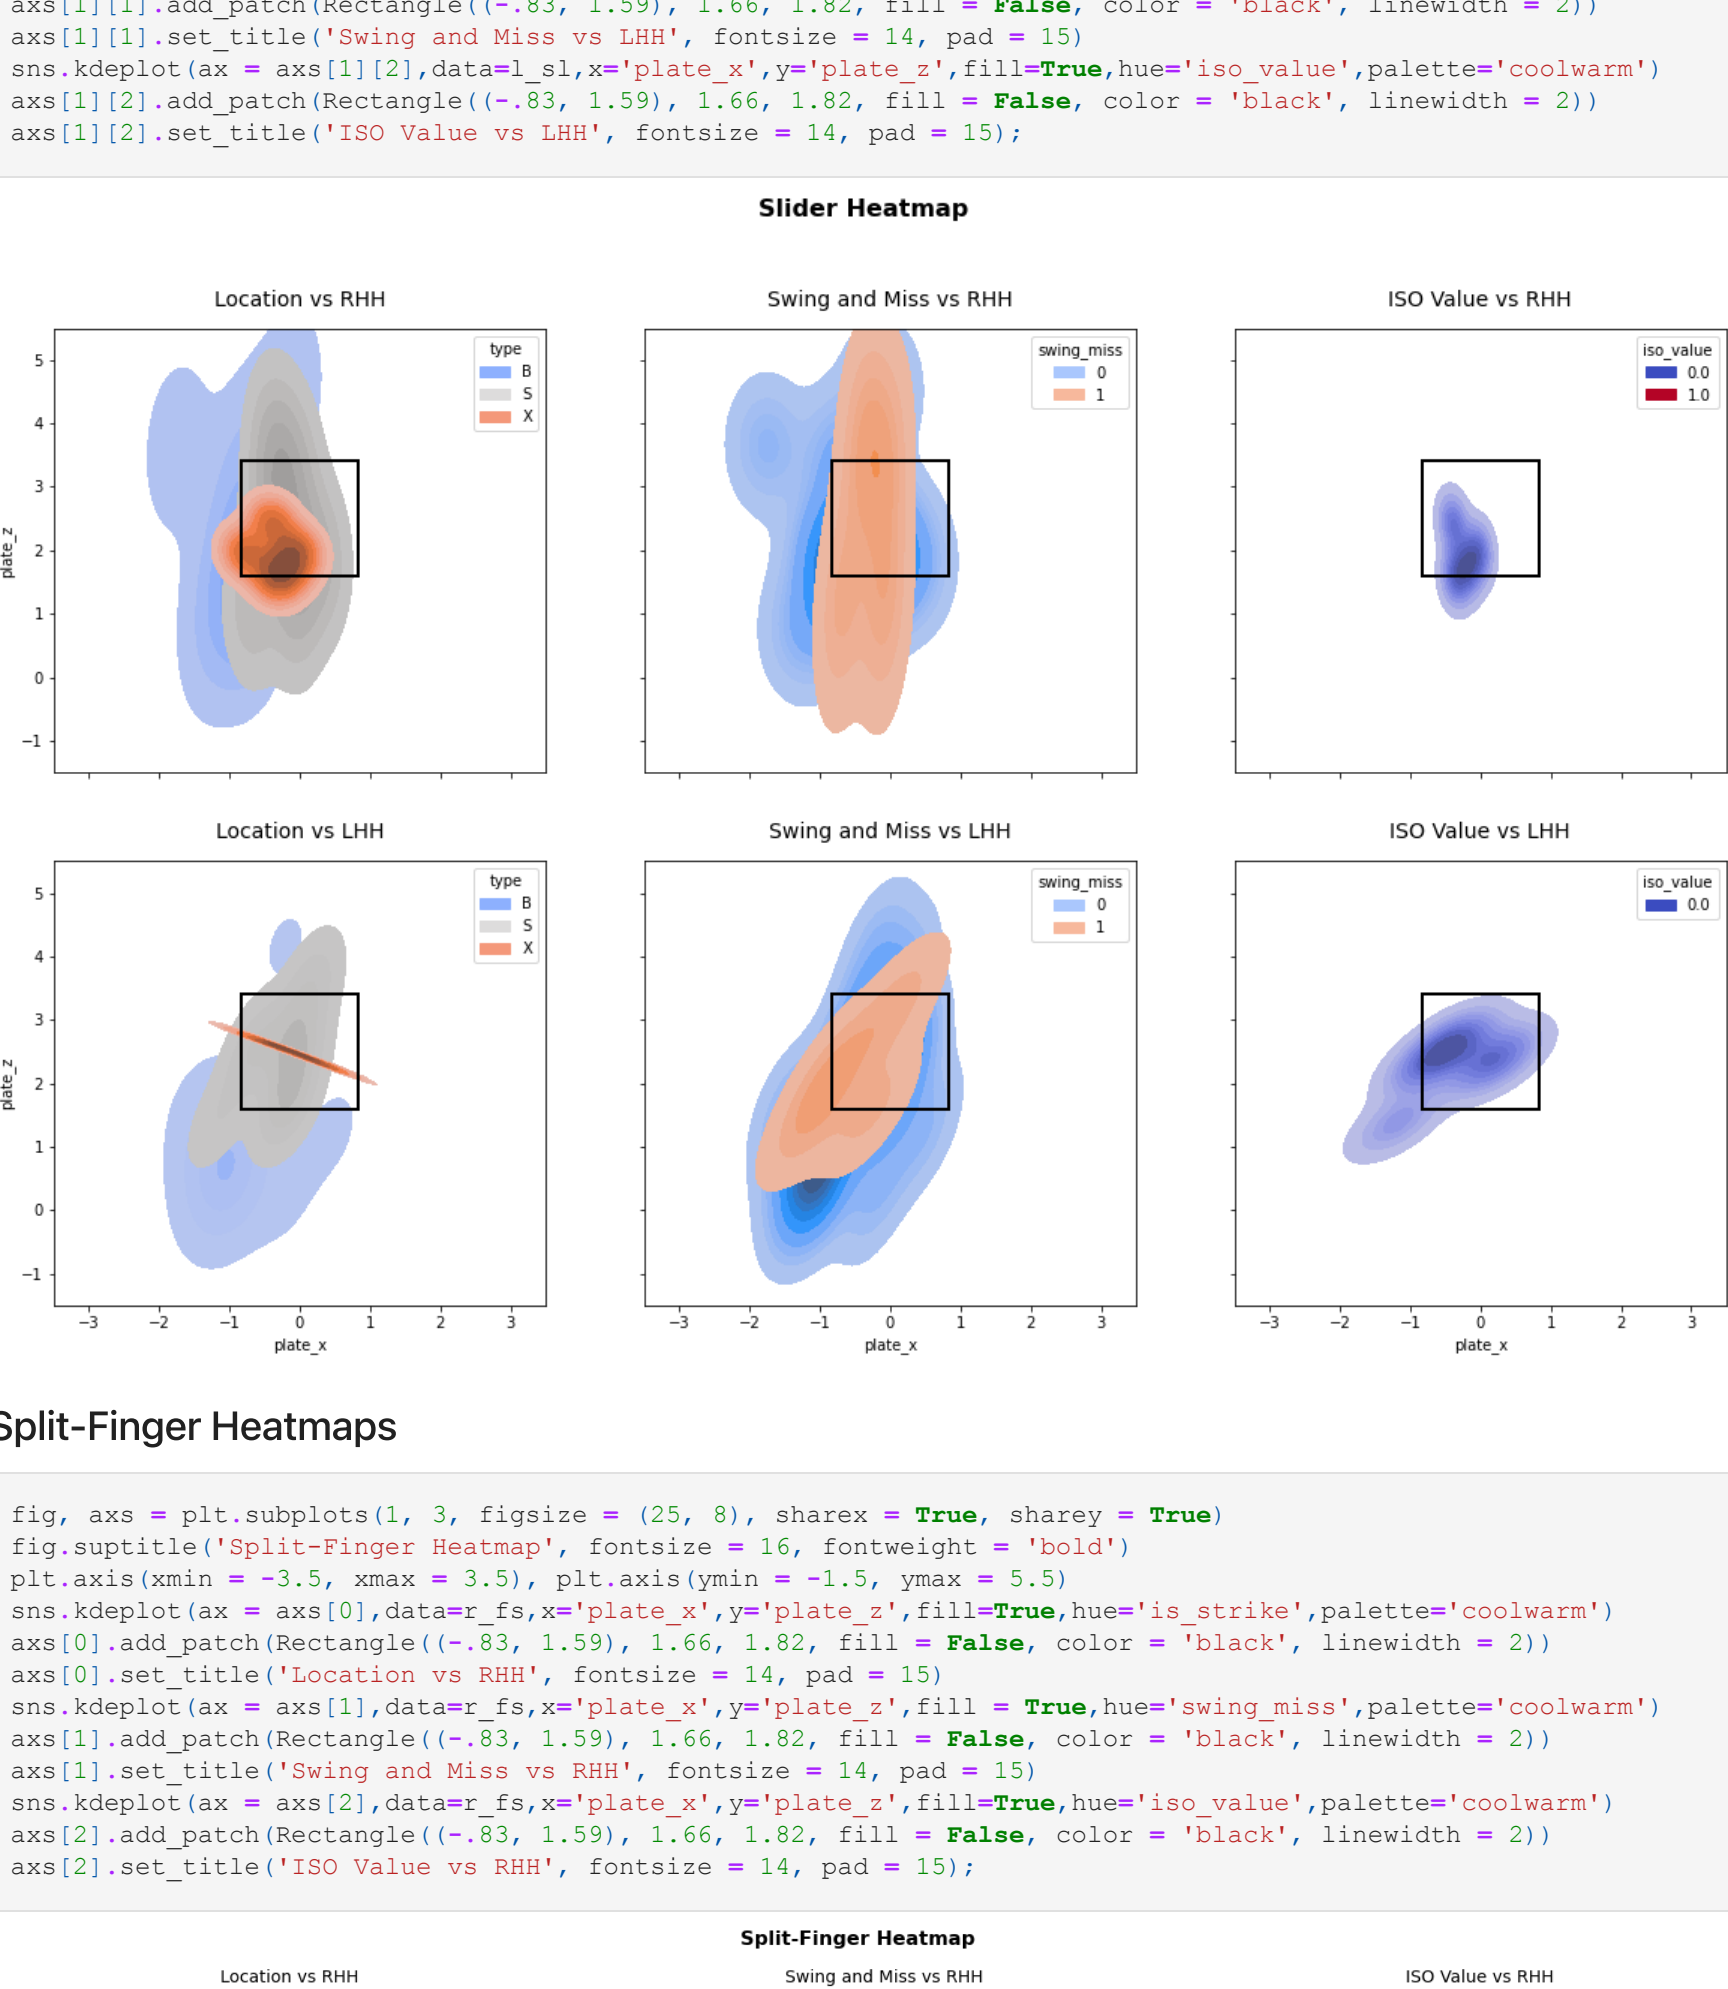 axs[1][1].add_patch(Rectangle((-.83, 1.59), 1.66, 1.82, fill = False, color = 'black', linewidth = 2))
axs[1][1].set_title('Swing and Miss vs LHH', fontsize = 14, pad = 15)
sns.kdeplot(ax = axs[1][2],data=l_sl,x='plate_x',y='plate_z',fill=True,hue='iso_value',palette='coolwarm')
axs[1][2].add_patch(Rectangle((-.83, 1.59), 1.66, 1.82, fill = False, color = 'black', linewidth = 2))
axs[1][2].set_title('ISO Value vs LHH', fontsize = 14, pad = 15);
Slider Heatmap
Location vs RHH
type
B
S
X
5
4
3
2
1
0
−1
plate_z
Swing and Miss vs RHH
swing_miss
0
1
ISO Value vs RHH
iso_value
0.0
1.0
Location vs LHH
type
B
S
X
5
4
3
2
1
0
−1
plate_z
−3 −2 −1 0 1 2 3
plate_x
Swing and Miss vs LHH
swing_miss
0
1
−3 −2 −1 0 1 2 3
plate_x
ISO Value vs LHH
iso_value
0.0
−3 −2 −1 0 1 2 3
plate_x
Split-Finger Heatmaps
fig, axs = plt.subplots(1, 3, figsize = (25, 8), sharex = True, sharey = True)
fig.suptitle('Split-Finger Heatmap', fontsize = 16, fontweight = 'bold')
plt.axis(xmin = -3.5, xmax = 3.5), plt.axis(ymin = -1.5, ymax = 5.5)
sns.kdeplot(ax = axs[0],data=r_fs,x='plate_x',y='plate_z',fill=True,hue='is_strike',palette='coolwarm')
axs[0].add_patch(Rectangle((-.83, 1.59), 1.66, 1.82, fill = False, color = 'black', linewidth = 2))
axs[0].set_title('Location vs RHH', fontsize = 14, pad = 15)
sns.kdeplot(ax = axs[1],data=r_fs,x='plate_x',y='plate_z',fill = True,hue='swing_miss',palette='coolwarm')
axs[1].add_patch(Rectangle((-.83, 1.59), 1.66, 1.82, fill = False, color = 'black', linewidth = 2))
axs[1].set_title('Swing and Miss vs RHH', fontsize = 14, pad = 15)
sns.kdeplot(ax = axs[2],data=r_fs,x='plate_x',y='plate_z',fill=True,hue='iso_value',palette='coolwarm')
axs[2].add_patch(Rectangle((-.83, 1.59), 1.66, 1.82, fill = False, color = 'black', linewidth = 2))
axs[2].set_title('ISO Value vs RHH', fontsize = 14, pad = 15);
Split-Finger Heatmap
Location vs RHH
Swing and Miss vs RHH
ISO Value vs RHH